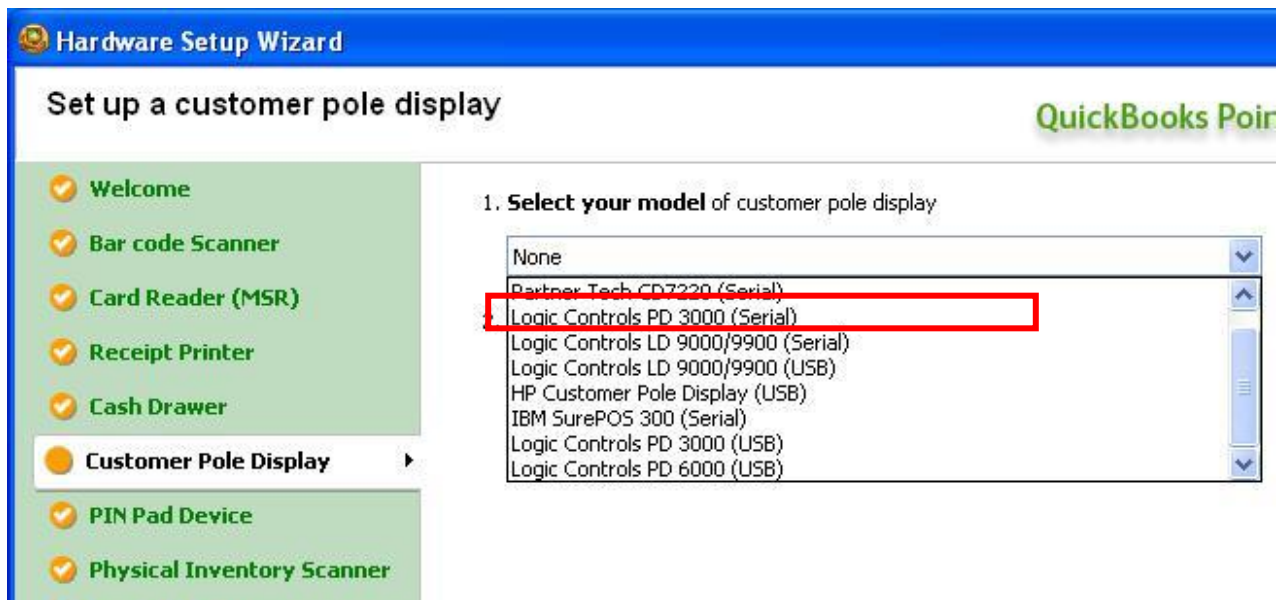 Hardware Setup Wizard
Set up a customer pole display
QuickBooks Poin
Welcome
Bar code Scanner
Card Reader (MSR)
Receipt Printer
Cash Drawer
Customer Pole Display
PIN Pad Device
Physical Inventory Scanner
1. Select your model of customer pole display
None
Partner Tech CD7220 (Serial)
2.
Logic Controls PD 3000 (Serial)
Logic Controls LD 9000/9900 (Serial)
Logic Controls LD 9000/9900 (USB)
HP Customer Pole Display (USB)
IBM SurePOS 300 (Serial)
Logic Controls PD 3000 (USB)
Logic Controls PD 6000 (USB)